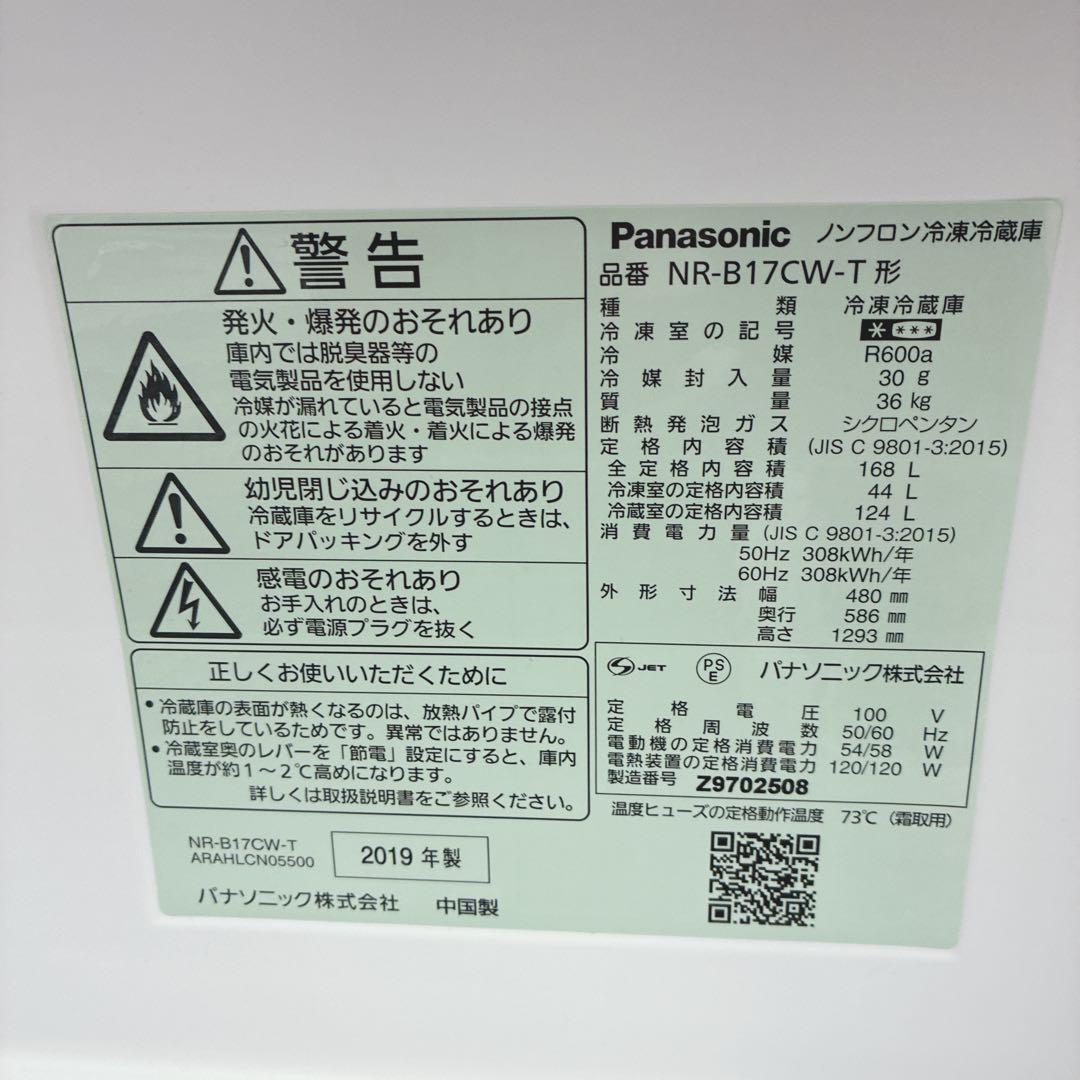 警告
発火・爆発のおそれあり
庫内では脱臭器等の
電気製品を使用しない
冷媒が漏れていると電気製品の接点
の火花による着火・着火による爆発
のおそれがあります
幼児閉じ込みのおそれあり
冷蔵庫をリサイクルするときは、
ドアパッキングを外す
感電のおそれあり
お手入れのときは、
必ず電源プラグを抜く
正しくお使いいただくために
・冷蔵庫の表面が熱くなるのは、放熱パイプで露付
防止をしているためです。異常ではありません。
・冷蔵室奥のレバーを「節電」設定にすると、庫内
温度が約1～2℃高めになります。
詳しくは取扱説明書をご参照ください。
NR-B17CW-T
ARAHLCN05500
2019 年製
パナソニック株式会社 中国製
Panasonic ノンフロン冷凍冷蔵庫
品番 NR-B17CW-T 形
種類 冷凍冷蔵庫
冷凍室の記号 * ***
冷媒 R600a
冷媒封入量 30 g
質量 36 kg
断熱発泡ガス シクロペンタン
定格内容積 (JIS C 9801-3:2015)
全定格内容積 168 L
冷凍室の定格内容積 44 L
冷蔵室の定格内容積 124 L
消費電力量 (JIS C 9801-3:2015)
50Hz 308kWh/年
60Hz 308kWh/年
外形寸法 幅 480 mm
奥行 586 mm
高さ 1293 mm
S JET PS E パナソニック株式会社
定格電圧 100 V
定格周波数 50/60 Hz
電動機の定格消費電力 54/58 W
電熱装置の定格消費電力 120/120 W
製造番号 Z9702508
温度ヒューズの定格動作温度 73℃（霜取用）